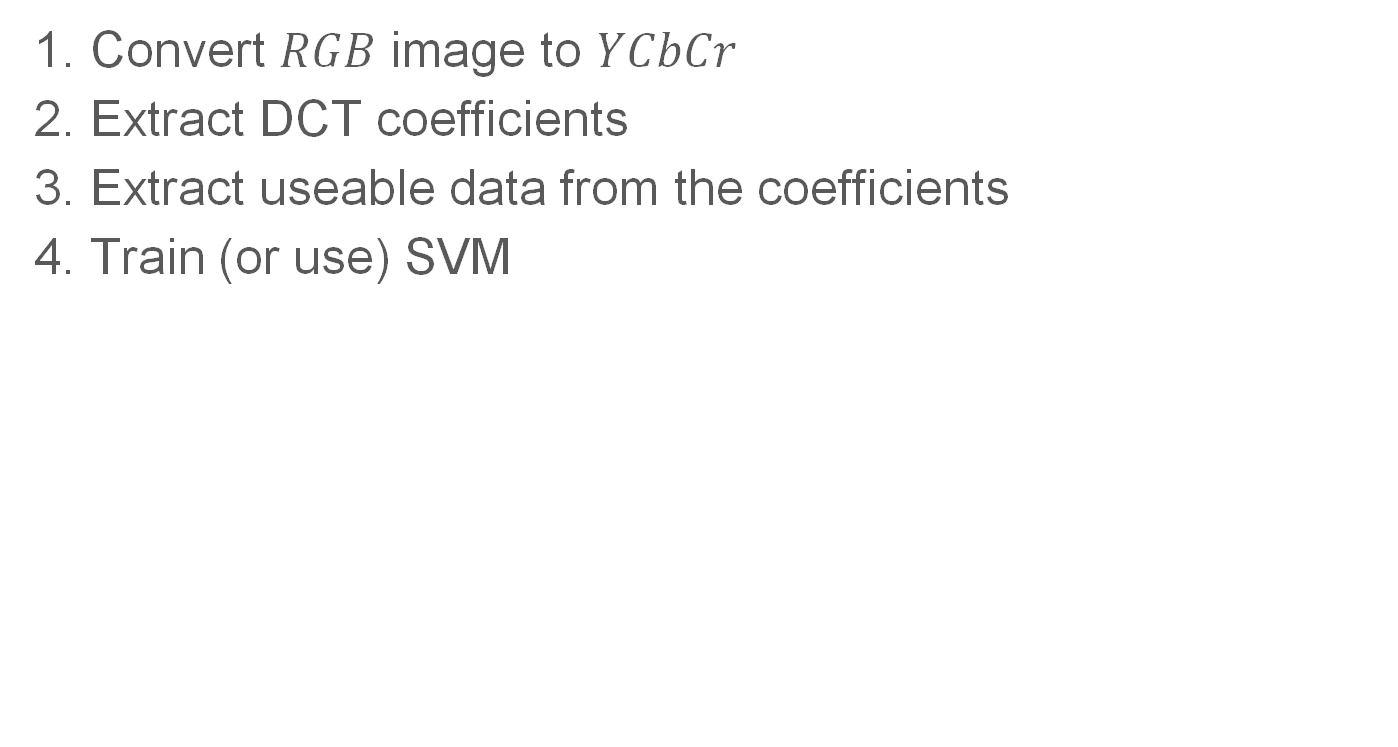 1. Convert RGB image to YCbCr
2. Extract DCT coefficients
3. Extract useable data from the coefficients
4. Train (or use) SVM